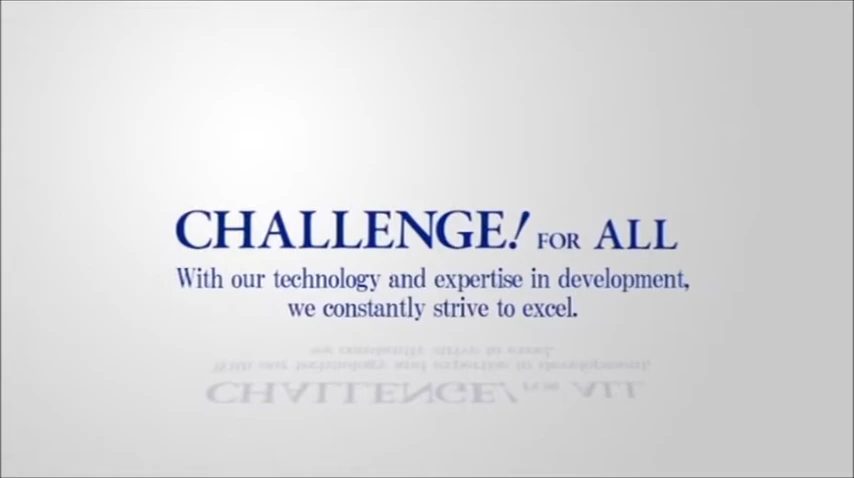 CHALLENGE! FOR ALL
With our technology and expertise in development,
we constantly strive to excel.